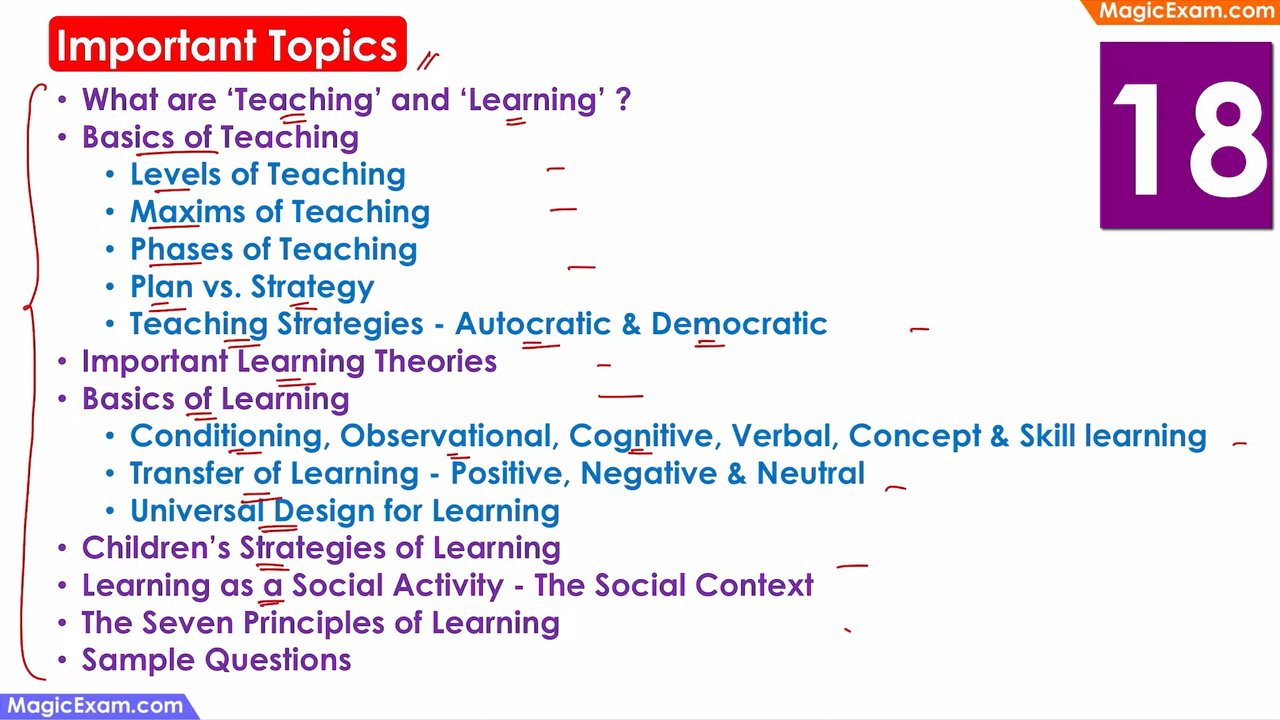 MagicExam.com
Important Topics
18
• What are ‘Teaching’ and ‘Learning’ ?
• Basics of Teaching
• Levels of Teaching
• Maxims of Teaching
• Phases of Teaching
• Plan vs. Strategy
• Teaching Strategies - Autocratic & Democratic
• Important Learning Theories
• Basics of Learning
• Conditioning, Observational, Cognitive, Verbal, Concept & Skill learning
• Transfer of Learning - Positive, Negative & Neutral
• Universal Design for Learning
• Children’s Strategies of Learning
• Learning as a Social Activity - The Social Context
• The Seven Principles of Learning
• Sample Questions
MagicExam.com